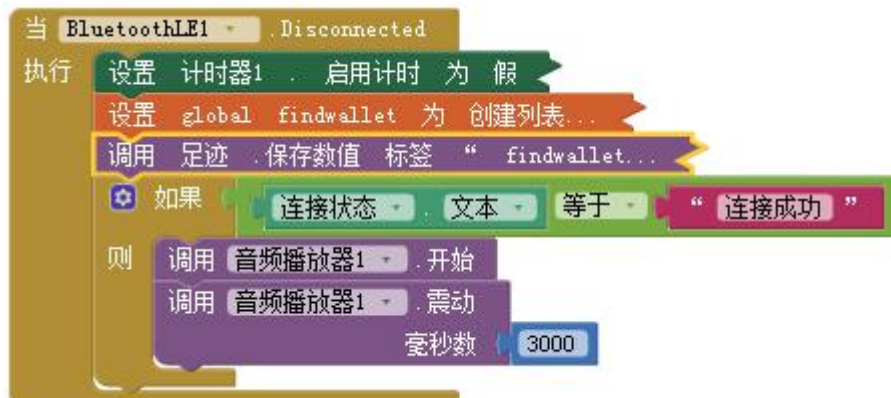 当 BluetoothLE1 .Disconnected
执行 设置 计时器1 . 启用计时 为 假
设置 global findwallet 为 创建列表...
调用 足迹 .保存数值 标签 “ findwallet...
如果 连接状态 . 文本 等于 “ 连接成功 ”
则 调用 音频播放器1 .开始
调用 音频播放器1 .震动
毫秒数 3000